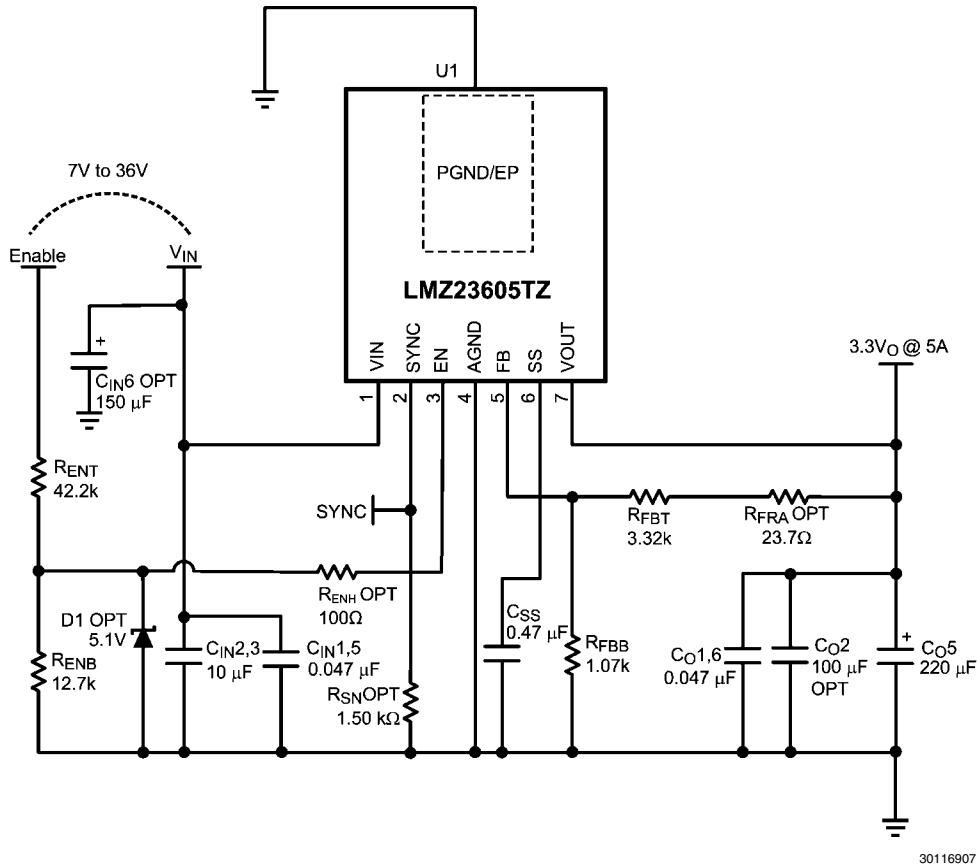 U1
PGND/EP
LMZ23605TZ
VIN
SYNC
EN
AGND
FB
SS
VOUT
1
2
3
4
5
6
7
7V to 36V
Enable
VIN
+
CIN6 OPT
150 μF
RENT
42.2k
SYNC
RENH OPT
100Ω
D1 OPT
5.1V
RENB
12.7k
CIN2,3
10 μF
CIN1,5
0.047 μF
RSNOPT
1.50 kΩ
CSS
0.47 μF
RFBB
1.07k
RFBT
3.32k
RFRA OPT
23.7Ω
3.3VO @ 5A
CO1,6
0.047 μF
CO2
100 μF
OPT
+
CO5
220 μF
30116907